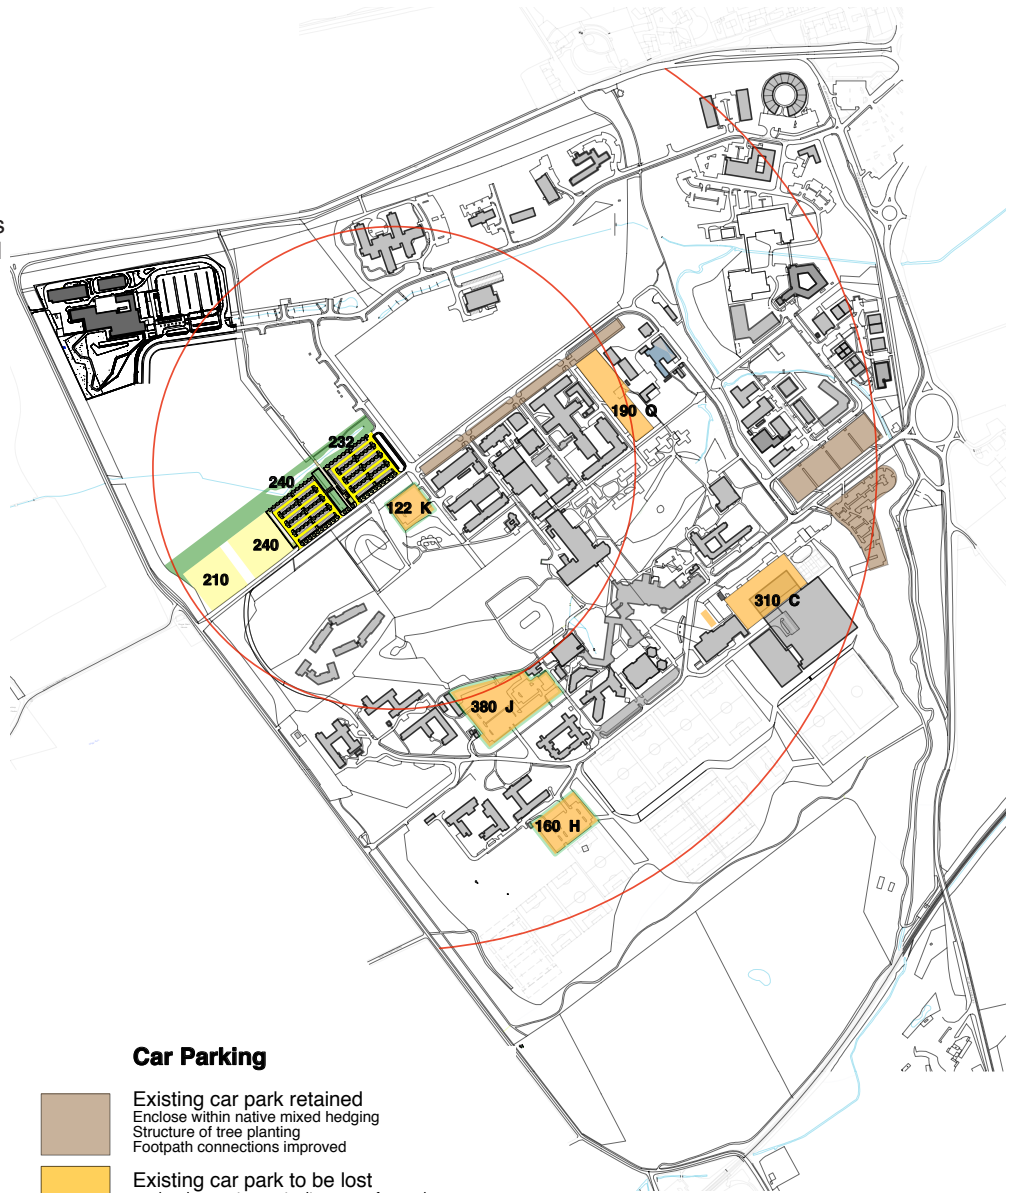 s
232
240
190 Q
122 K
240
210
310 C
380 J
160 H
Car Parking
Existing car park retained
Enclose within native mixed hedging
Structure of tree planting
Footpath connections improved
Existing car park to be lost